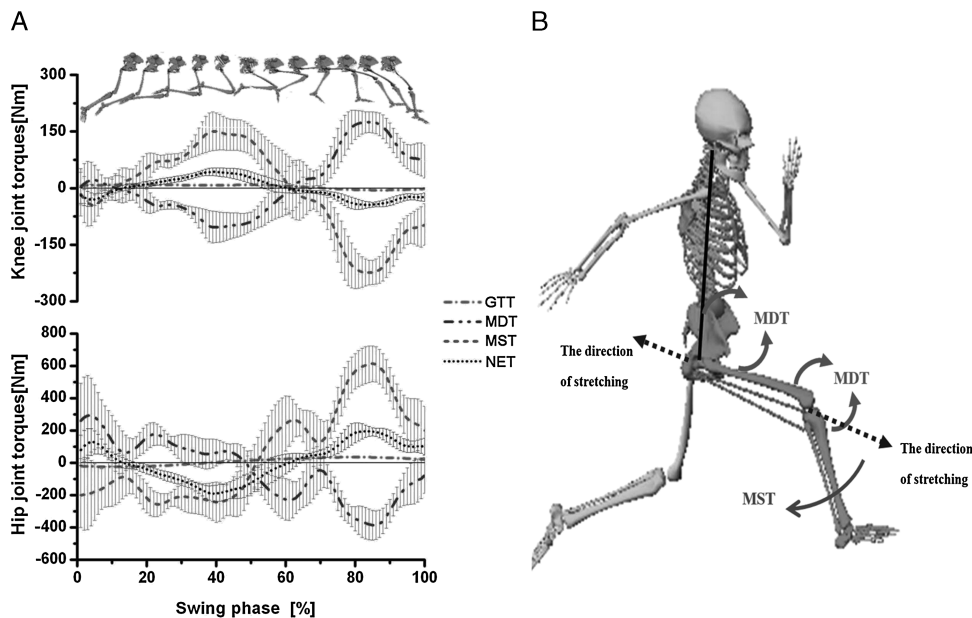 A
B
Knee joint torques[Nm]
300
150
0
-150
-300
GTT
MDT
MST
NET
Hip joint torques[Nm]
800
600
400
200
0
-200
-400
-600
0
20
40
60
80
100
Swing phase [%]
MDT
The direction
of stretching
MDT
The direction
of stretching
MST